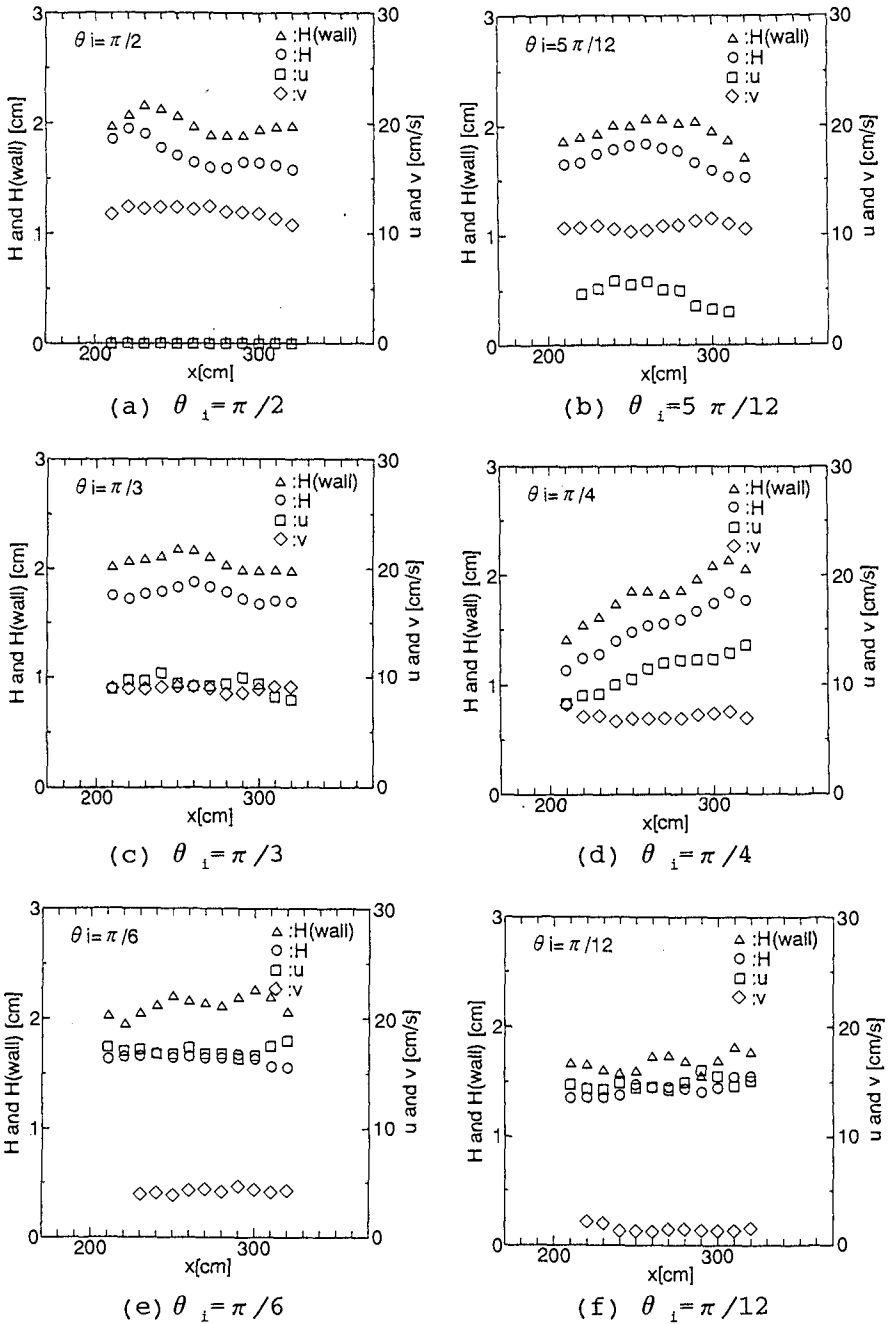 θi=π/2
△:H(wall)
○:H
□:u
◇:v
H and H(wall) [cm]
u and v [cm/s]
3
2
1
0
30
20
10
0
200
300
x[cm]
(a) θ i=π/2
θi=5π/12
△:H(wall)
○:H
□:u
◇:v
H and H(wall) [cm]
u and v [cm/s]
3
2
1
0
30
20
10
0
200
300
x[cm]
(b) θ i=5 π/12
θi=π/3
△:H(wall)
○:H
□:u
◇:v
H and H(wall) [cm]
u and v [cm/s]
3
2
1
0
30
20
10
0
200
300
x[cm]
(c) θ i=π/3
θi=π/4
△:H(wall)
○:H
□:u
◇:v
H and H(wall) [cm]
u and v [cm/s]
3
2
1
0
30
20
10
0
200
300
x[cm]
(d) θ i=π/4
θi=π/6
△:H(wall)
○:H
□:u
◇:v
H and H(wall) [cm]
u and v [cm/s]
3
2
1
0
30
20
10
0
200
300
x[cm]
(e) θ i=π/6
θi=π/12
△:H(wall)
○:H
□:u
◇:v
H and H(wall) [cm]
u and v [cm/s]
3
2
1
0
30
20
10
0
200
300
x[cm]
(f) θ i=π/12